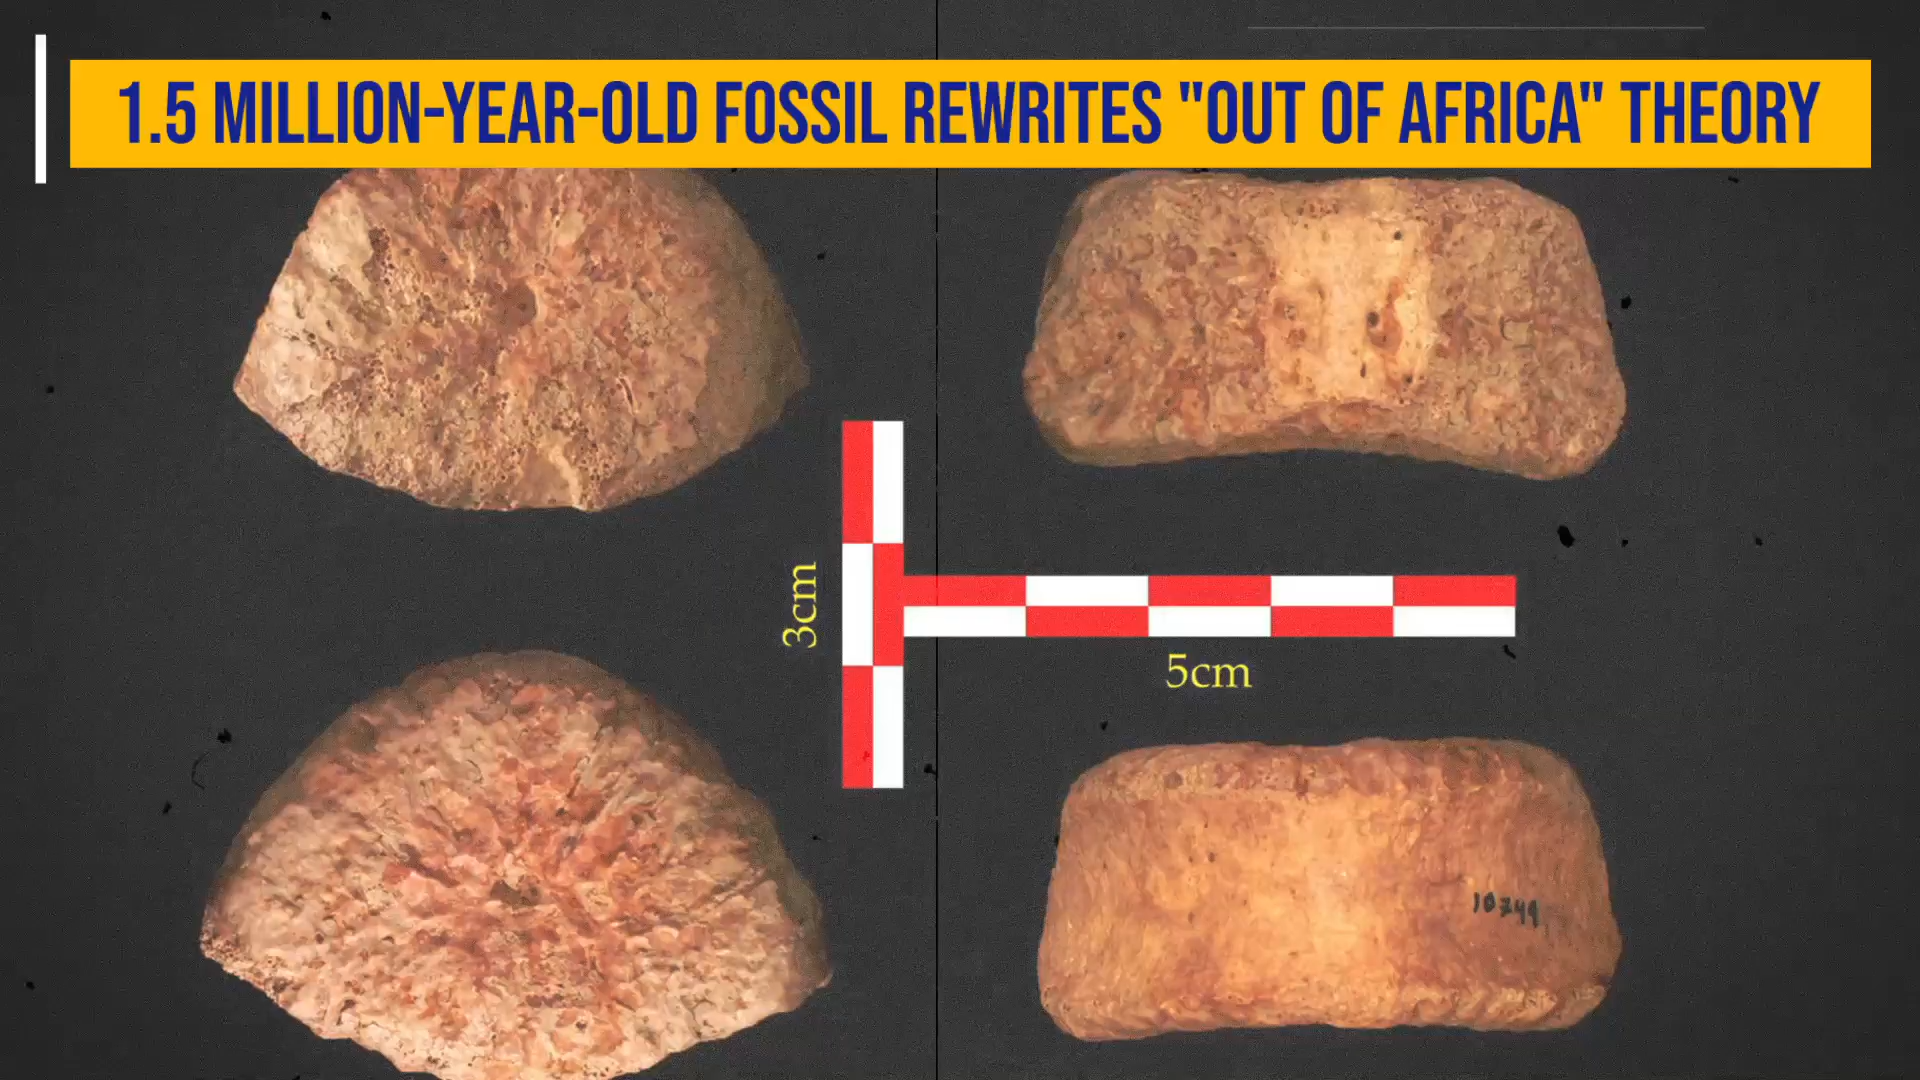 1.5 MILLION-YEAR-OLD FOSSIL REWRITES "OUT OF AFRICA" THEORY
3cm
5cm